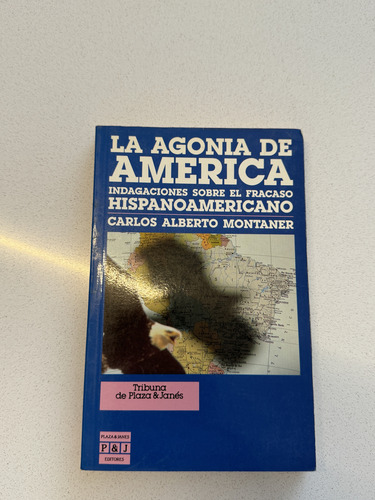 LA AGONIA DE
AMERICA
INDAGACIONES SOBRE EL FRACASO
HISPANOAMERICANO
CARLOS ALBERTO MONTANER
Tribuna
de Plaza & Janés
PLAZA & JANES
P & J
EDITORES